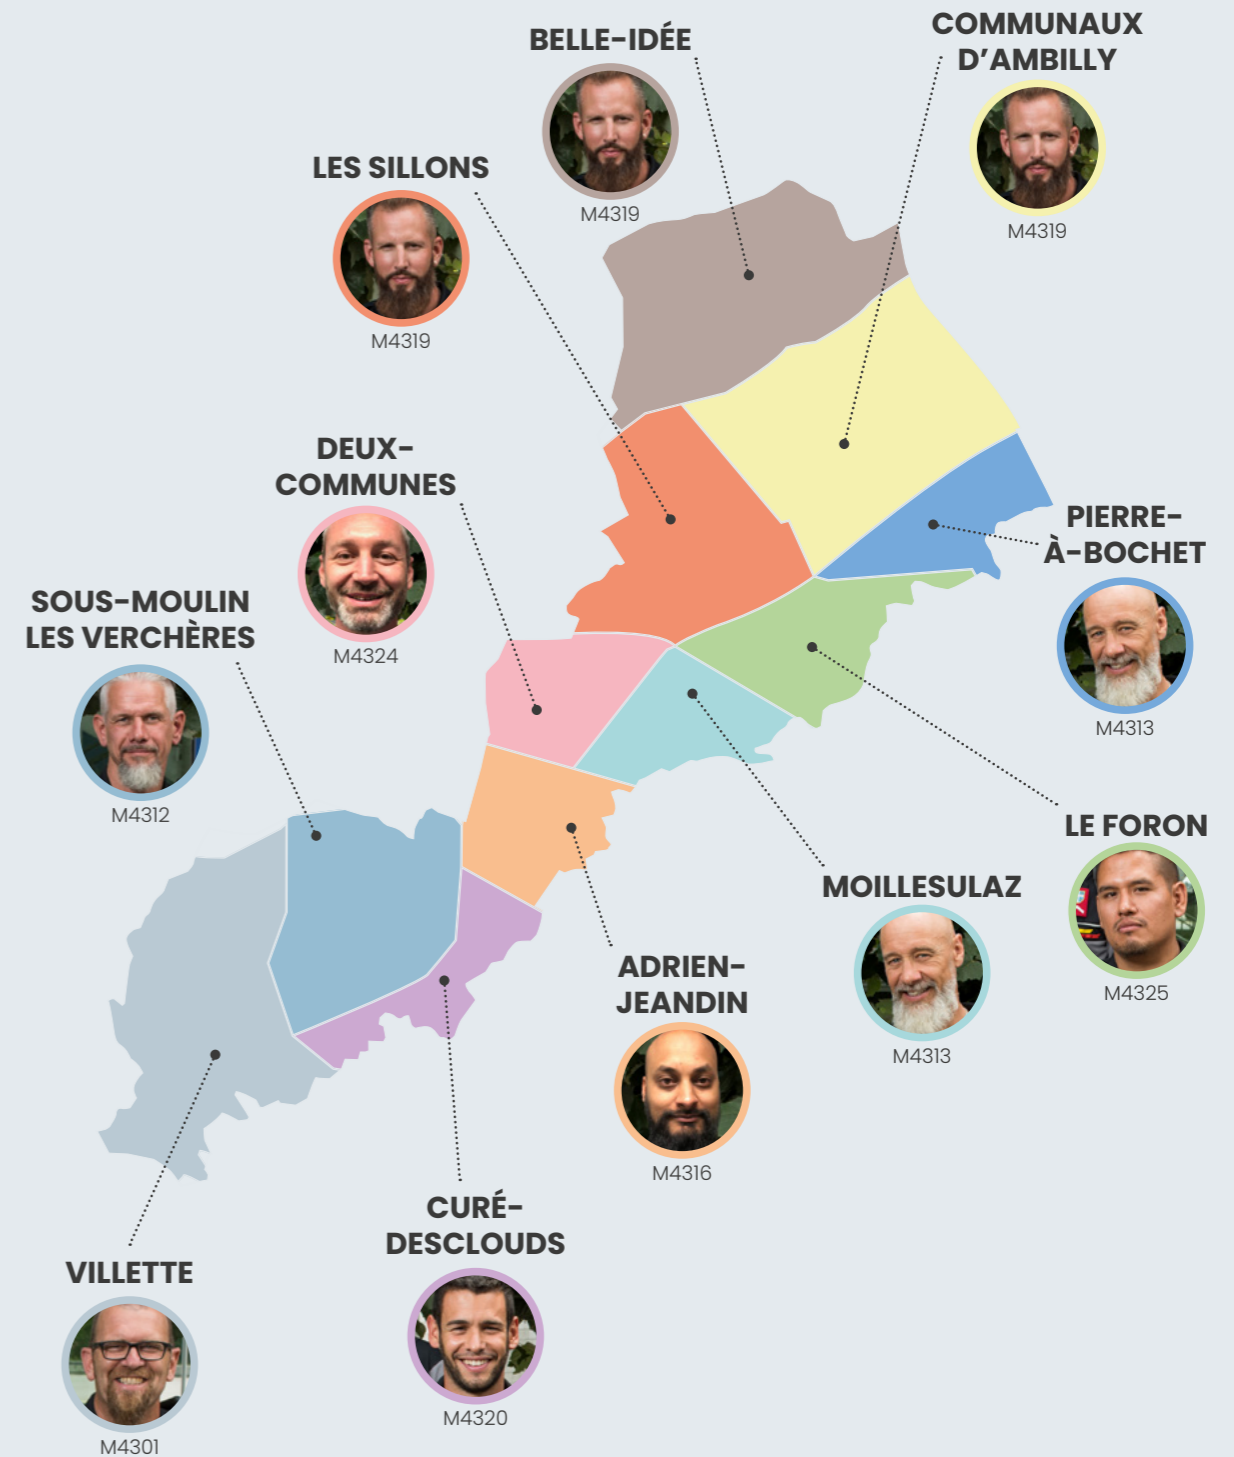 BELLE-IDÉE
M4319
COMMUNAUX
D'AMBILLY
M4319
LES SILLONS
M4319
DEUX-
COMMUNES
M4324
PIERRE-
À-BOCHET
M4313
SOUS-MOULIN
LES VERCHÈRES
M4312
LE FORON
M4325
MOILLESULAZ
M4313
ADRIEN-
JEANDIN
M4316
CURÉ-
DESCLOUDS
M4320
VILLETTE
M4301